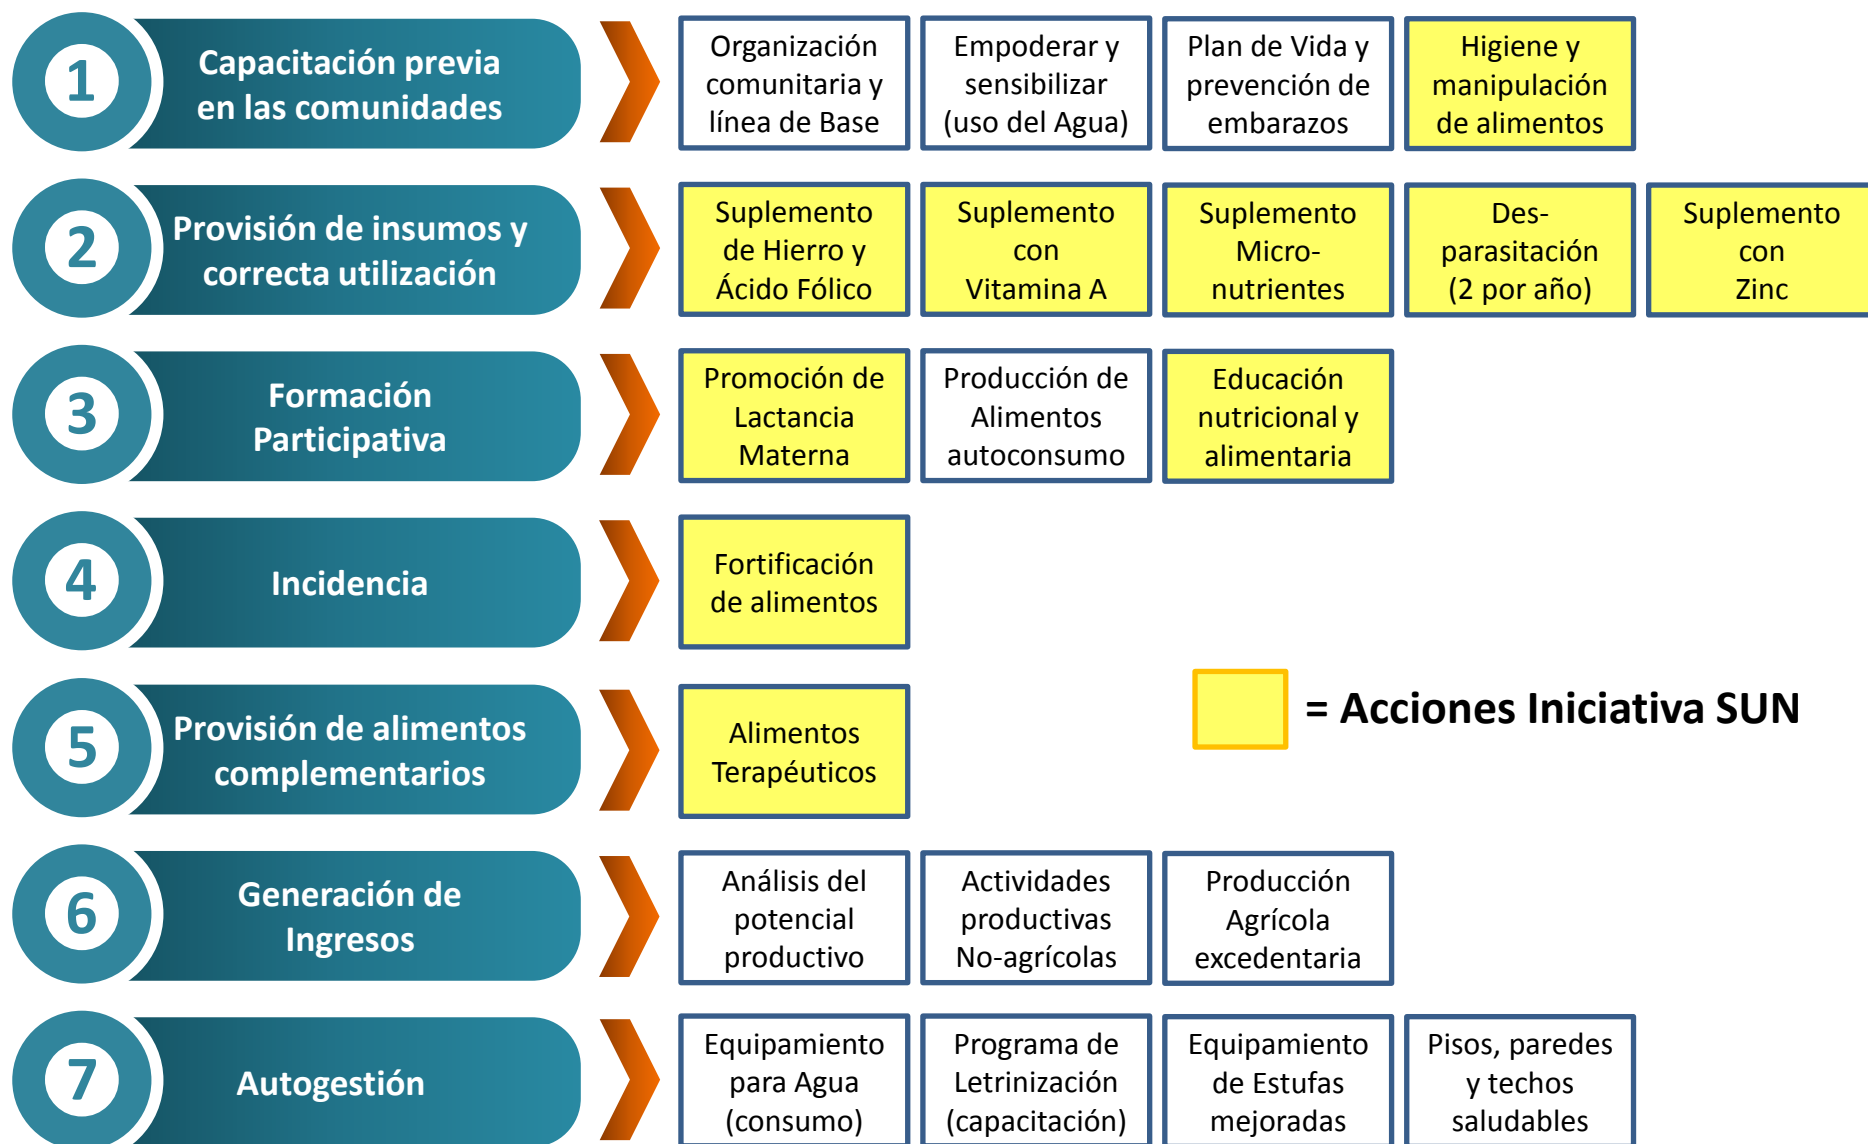 1
Capacitación previa
en las comunidades
Organización
comunitaria y
línea de Base
Empoderar y
sensibilizar
(uso del Agua)
Plan de Vida y
prevención de
embarazos
Higiene y
manipulación
de alimentos
2
Provisión de insumos y
correcta utilización
Suplemento
de Hierro y
Ácido Fólico
Suplemento
con
Vitamina A
Suplemento
Micro-
nutrientes
Des-
parasitación
(2 por año)
Suplemento
con
Zinc
3
Formación
Participativa
Promoción de
Lactancia
Materna
Producción de
Alimentos
autoconsumo
Educación
nutricional y
alimentaria
4
Incidencia
Fortificación
de alimentos
= Acciones Iniciativa SUN
5
Provisión de alimentos
complementarios
Alimentos
Terapéuticos
6
Generación de
Ingresos
Análisis del
potencial
productivo
Actividades
productivas
No-agrícolas
Producción
Agrícola
excedentaria
7
Autogestión
Equipamiento
para Agua
(consumo)
Programa de
Letrinización
(capacitación)
Equipamiento
de Estufas
mejoradas
Pisos, paredes
y techos
saludables